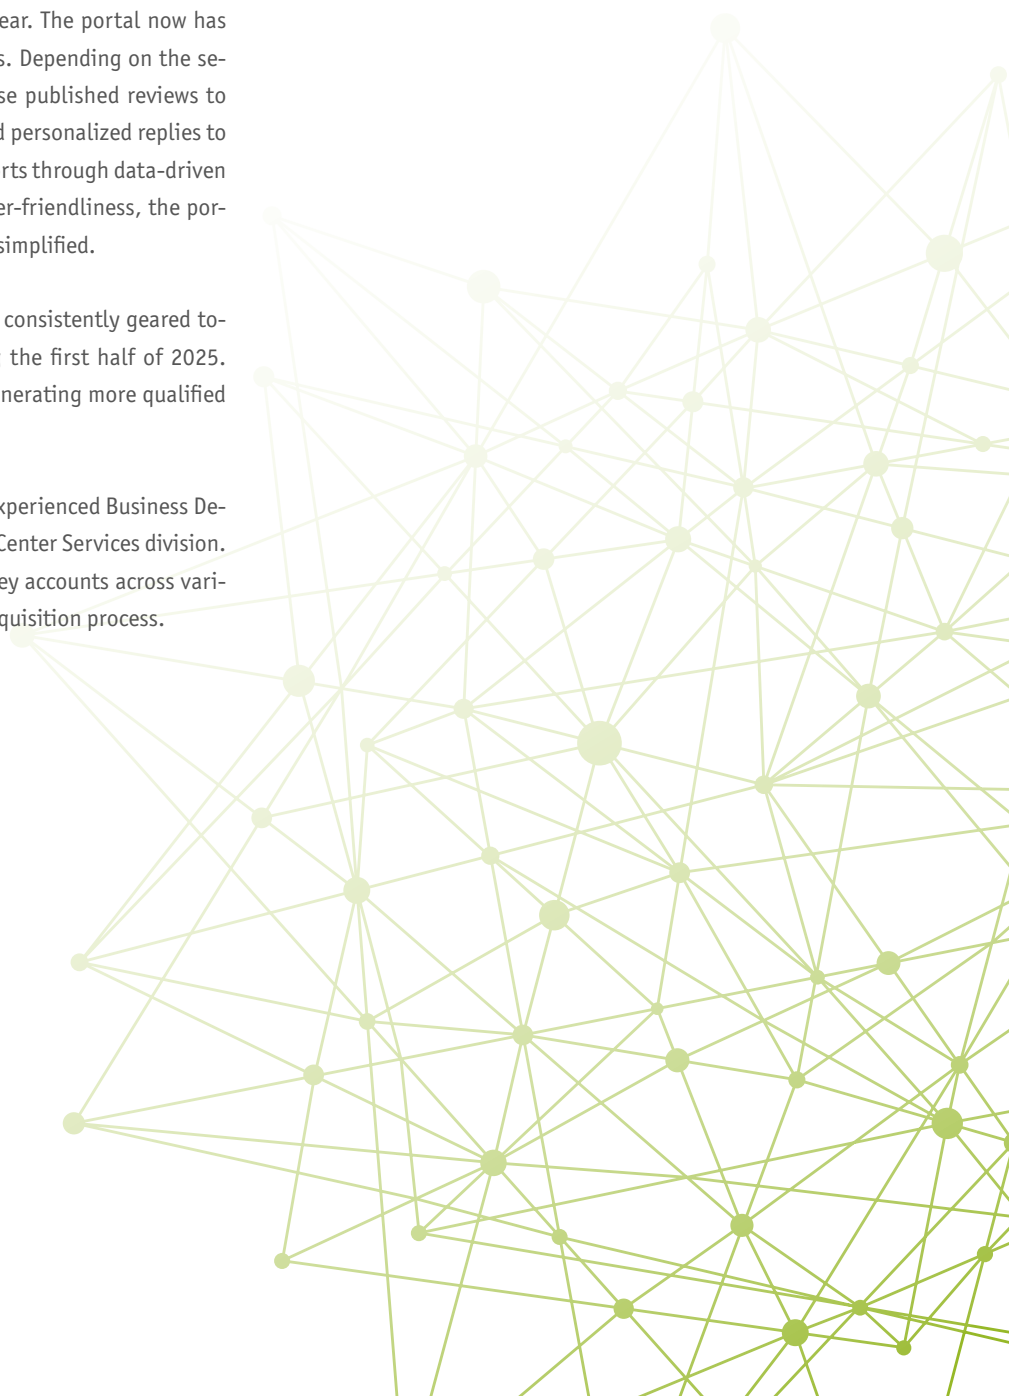 ear. The portal now has
s. Depending on the se-
se published reviews to
d personalized replies to
rts through data-driven
er-friendliness, the por-
simplified.
consistently geared to-
the first half of 2025.
nerating more qualified
xperienced Business De-
Center Services division.
ey accounts across vari-
quisition process.